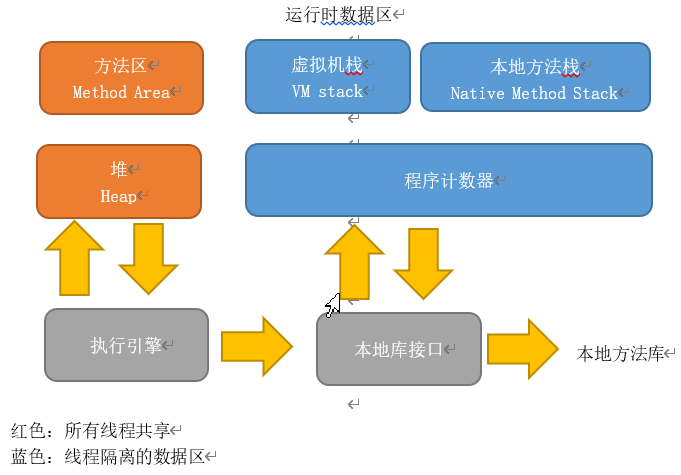 运行时数据区
方法区
Method Area
虚拟机栈
VM stack
本地方法栈
Native Method Stack
堆
Heap
程序计数器
执行引擎
本地库接口
本地方法库
红色：所有线程共享
蓝色：线程隔离的数据区